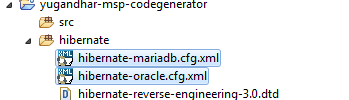 yugandhar-msp-codegenerator
src
hibernate
hibernate-mariadb.cfg.xml
hibernate-oracle.cfg.xml
hibernate-reverse-engineering-3.0.dtd